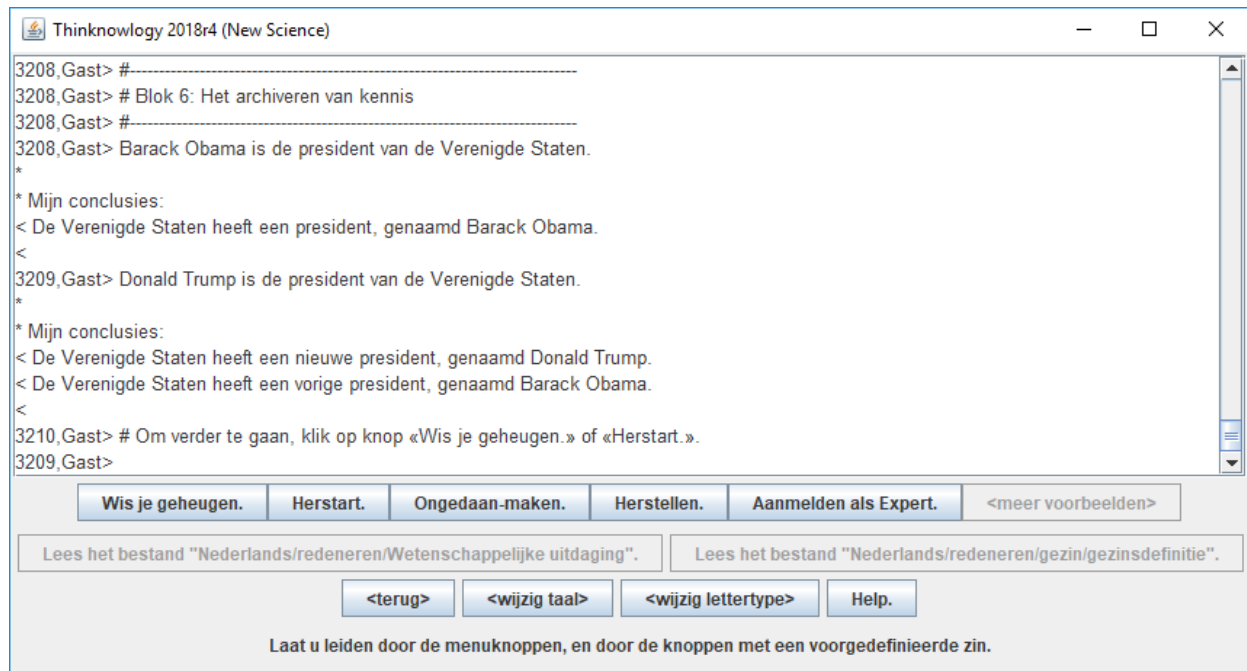 Thinknowlogy 2018r4 (New Science)
3208,Gast> #------------------------------------------------------------------------------
3208,Gast> # Blok 6: Het archiveren van kennis
3208,Gast> #------------------------------------------------------------------------------
3208,Gast> Barack Obama is de president van de Verenigde Staten.
*
* Mijn conclusies:
< De Verenigde Staten heeft een president, genaamd Barack Obama.
<
3209,Gast> Donald Trump is de president van de Verenigde Staten.
*
* Mijn conclusies:
< De Verenigde Staten heeft een nieuwe president, genaamd Donald Trump.
< De Verenigde Staten heeft een vorige president, genaamd Barack Obama.
<
3210,Gast> # Om verder te gaan, klik op knop «Wis je geheugen.» of «Herstart.».
3209,Gast>
Wis je geheugen. Herstart. Ongedaan-maken. Herstellen. Aanmelden als Expert. <meer voorbeelden>
Lees het bestand "Nederlands/redeneren/Wetenschappelijke uitdaging". Lees het bestand "Nederlands/redeneren/gezin/gezinsdefinitie".
<terug> <wijzig taal> <wijzig lettertype> Help.
Laat u leiden door de menuknoppen, en door de knoppen met een voorgedefinieerde zin.